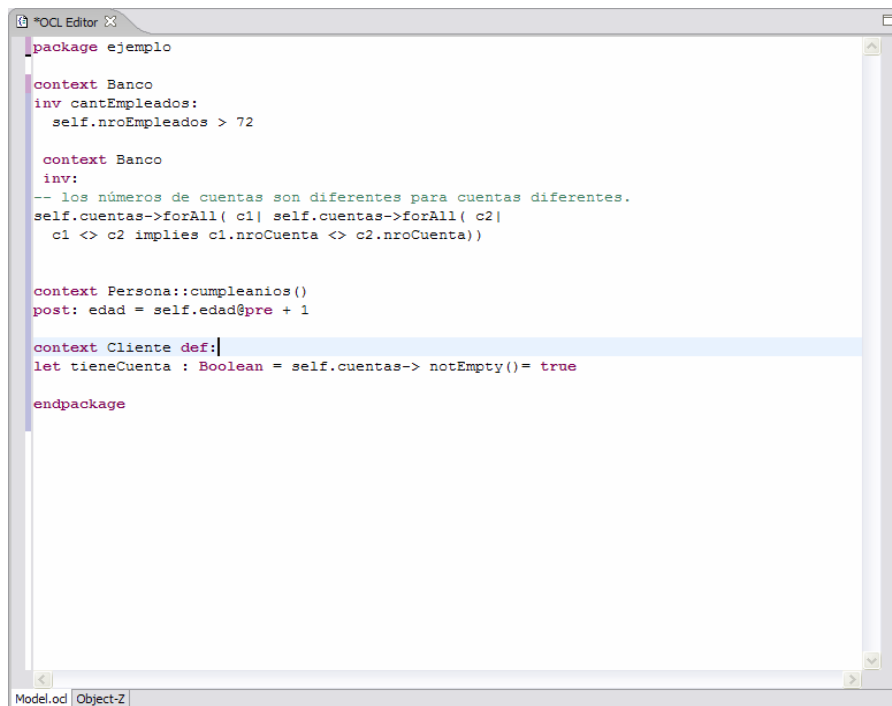 *OCL Editor
package ejemplo
context Banco
inv cantEmpleados:
self.nroEmpleados > 72
context Banco
inv:
-- los números de cuentas son diferentes para cuentas diferentes.
self.cuentas->forAll( c1| self.cuentas->forAll( c2|
c1 <> c2 implies c1.nroCuenta <> c2.nroCuenta))
context Persona::cumpleanios()
post: edad = self.edad@pre + 1
context Cliente def:
let tieneCuenta : Boolean = self.cuentas-> notEmpty()= true
endpackage
Model.ocl Object-Z